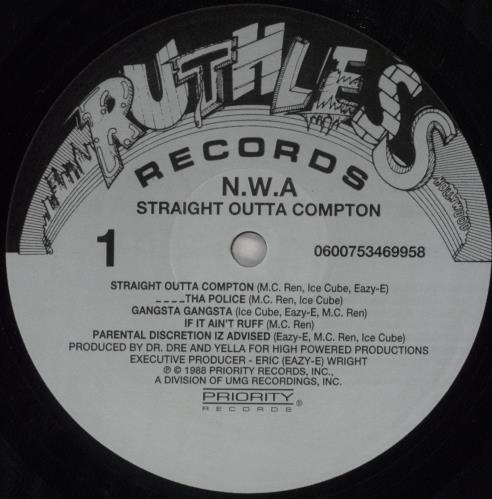 RUTHLESS
HOLLYWOOD
RECORDS
N.W.A
STRAIGHT OUTTA COMPTON
1
0600753469958
STRAIGHT OUTTA COMPTON (M.C. Ren, Ice Cube, Eazy-E)
____THA POLICE (M.C. Ren, Ice Cube)
GANGSTA GANGSTA (Ice Cube, Eazy-E, M.C. Ren)
IF IT AIN'T RUFF (M.C. Ren)
PARENTAL DISCRETION IZ ADVISED (Eazy-E, M.C. Ren, Ice Cube)
PRODUCED BY DR. DRE AND YELLA FOR HIGH POWERED PRODUCTIONS
EXECUTIVE PRODUCER - ERIC (EAZY-E) WRIGHT
℗ © 1988 PRIORITY RECORDS, INC.,
A DIVISION OF UMG RECORDINGS, INC.
PRIORITY ®
RECORDS